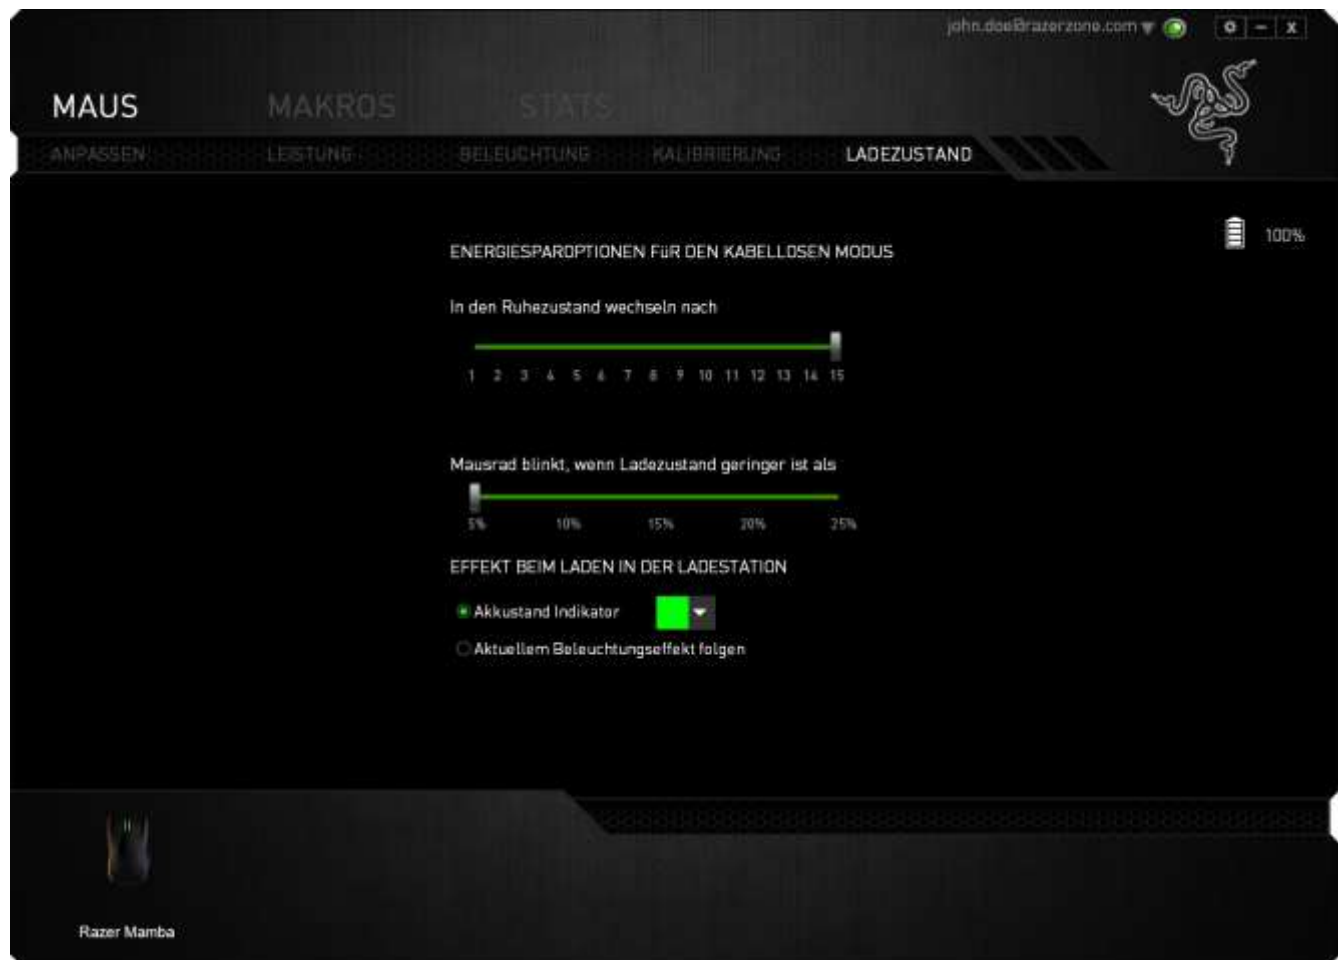 john.doe@razerzone.com
MAUS MAKROS STATS
ANPASSEN LEISTUNG BELEUCHTUNG KALIBRIERUNG LADEZUSTAND
100%
ENERGIESPAROPTIONEN FüR DEN KABELLOSEN MODUS
In den Ruhezustand wechseln nach
1 2 3 4 5 6 7 8 9 10 11 12 13 14 15
Mausrad blinkt, wenn Ladezustand geringer ist als
5% 10% 15% 20% 25%
EFFEKT BEIM LADEN IN DER LADESTATION
Akkustand Indikator
Aktuellem Beleuchtungseffekt folgen
Razer Mamba